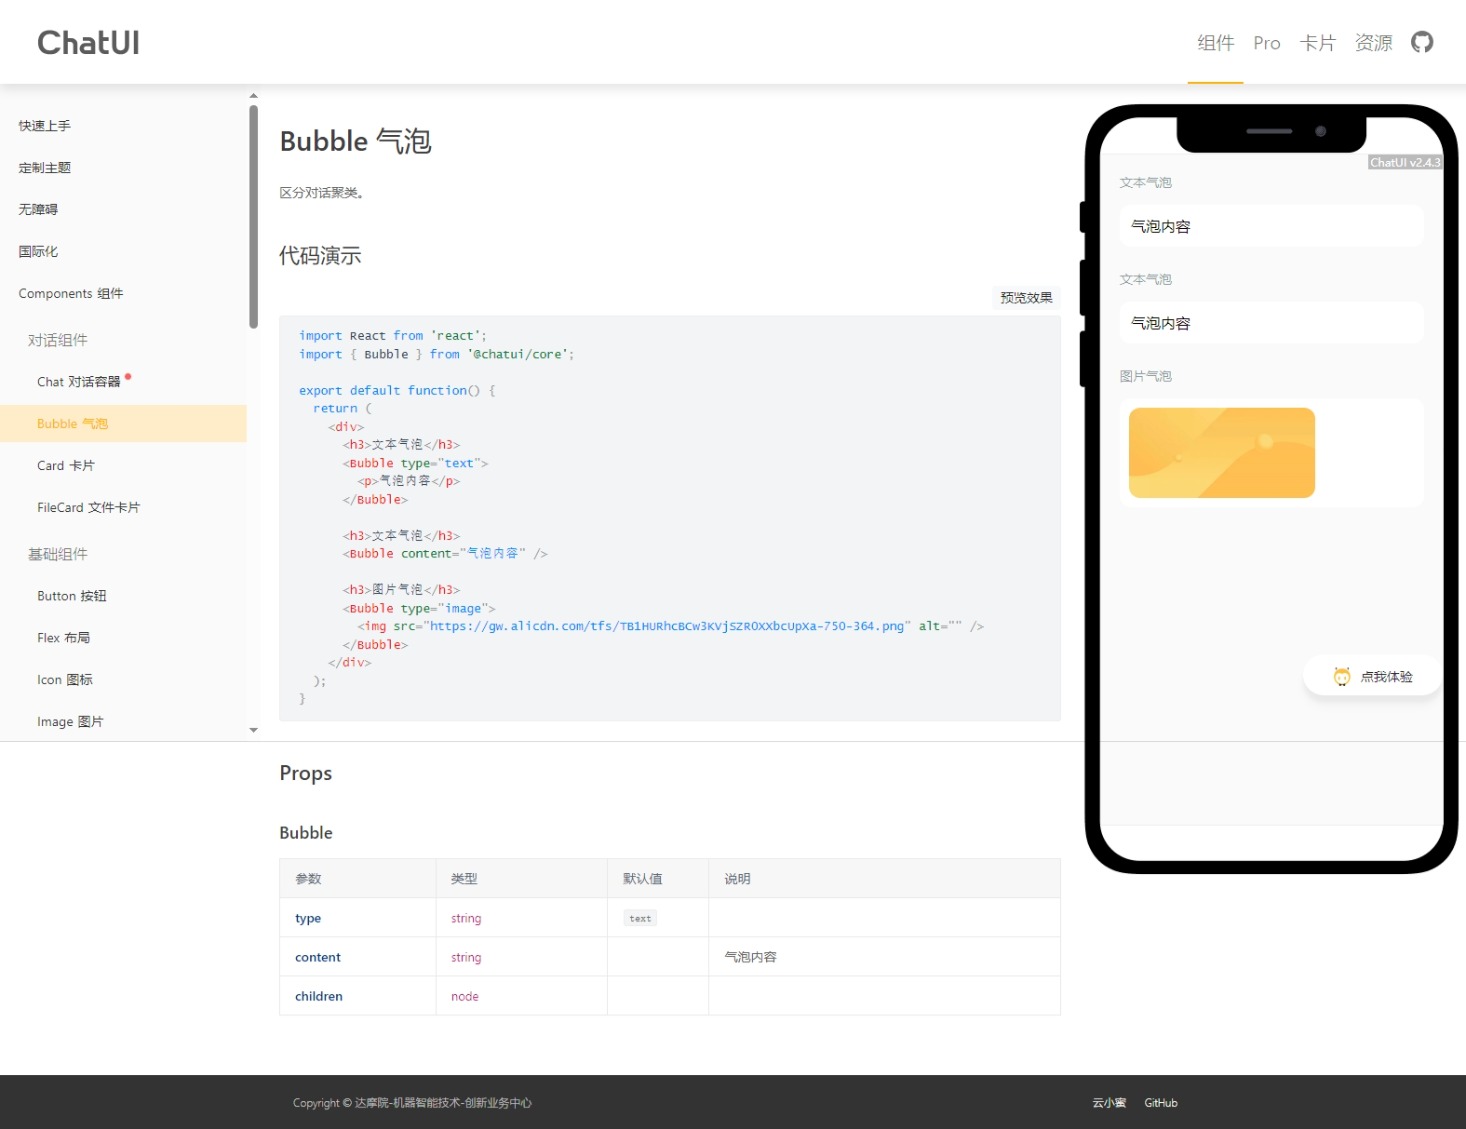 ChatUI
组件
Pro
卡片
资源
快速上手
定制主题
无障碍
国际化
Components 组件
对话组件
Chat 对话容器
Bubble 气泡
Card 卡片
FileCard 文件卡片
基础组件
Button 按钮
Flex 布局
Icon 图标
Image 图片
Bubble 气泡
区分对话聚类。
代码演示
预览效果
import React from 'react';
import { Bubble } from '@chatui/core';
export default function() {
return (
<div>
<h3>文本气泡</h3>
<Bubble type="text">
<p>气泡内容</p>
</Bubble>
<h3>文本气泡</h3>
<Bubble content="气泡内容" />
<h3>图片气泡</h3>
<Bubble type="image">
<img src="https://gw.alicdn.com/tfs/TB1HURhcBCw3KVjSZR0XXbcUpXa-750-364.png" alt="" />
</Bubble>
</div>
);
}
Props
Bubble
参数 类型 默认值 说明
type string text
content string 气泡内容
children node
ChatUI v2.4.3
文本气泡
气泡内容
文本气泡
气泡内容
图片气泡
点我体验
Copyright © 达摩院-机器智能技术-创新业务中心
云小蜜 GitHub